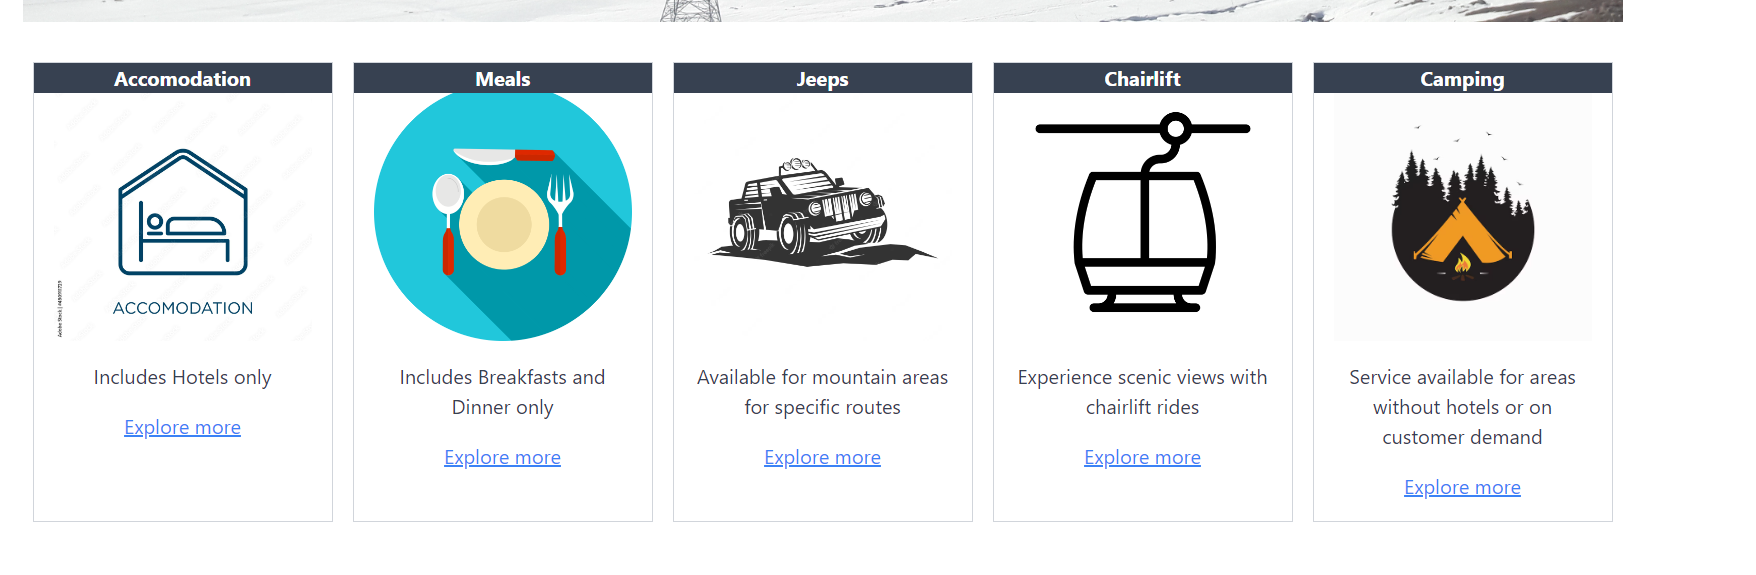 Accomodation
Meals
Jeeps
Chairlift
Camping
ACCOMODATION
Includes Hotels only
Explore more
Includes Breakfasts and
Dinner only
Explore more
Available for mountain areas
for specific routes
Explore more
Experience scenic views with
chairlift rides
Explore more
Service available for areas
without hotels or on
customer demand
Explore more